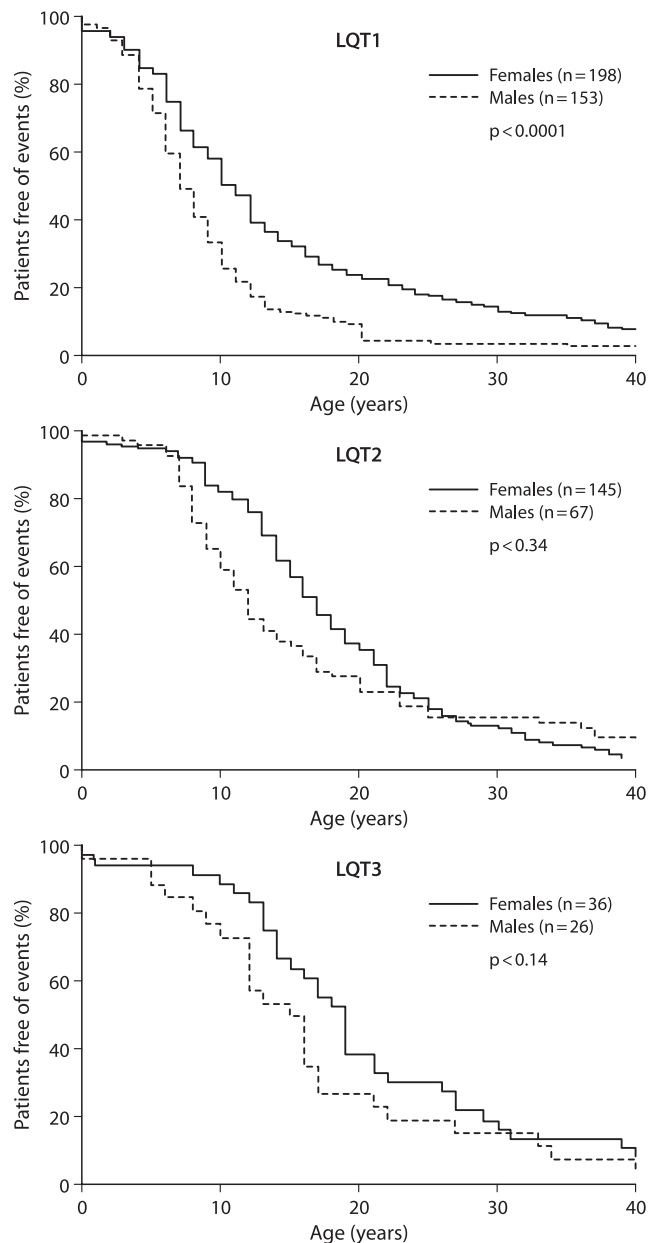 LQT1
Females (n=198)
Males (n=153)
p<0.0001
Patients free of events (%)
100
80
60
40
20
0
0 10 20 30 40
Age (years)
LQT2
Females (n=145)
Males (n=67)
p<0.34
Patients free of events (%)
100
80
60
40
20
0
0 10 20 30 40
Age (years)
LQT3
Females (n=36)
Males (n=26)
p<0.14
Patients free of events (%)
100
80
60
40
20
0
0 10 20 30 40
Age (years)